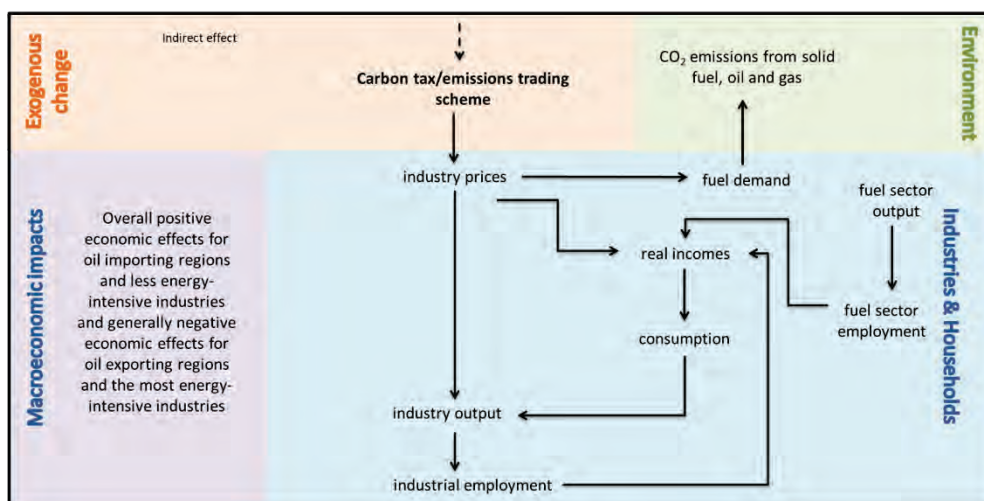 Exogenous
change
Indirect effect
Carbon tax/emissions trading
scheme
CO₂ emissions from solid
fuel, oil and gas
Environment
Macroeconomic impacts
Overall positive
economic effects for
oil importing regions
and less energy-
intensive industries
and generally negative
economic effects for
oil exporting regions
and the most energy-
intensive industries
industry prices
fuel demand
fuel sector
output
real incomes
fuel sector
employment
consumption
industry output
industrial employment
Industries & Households